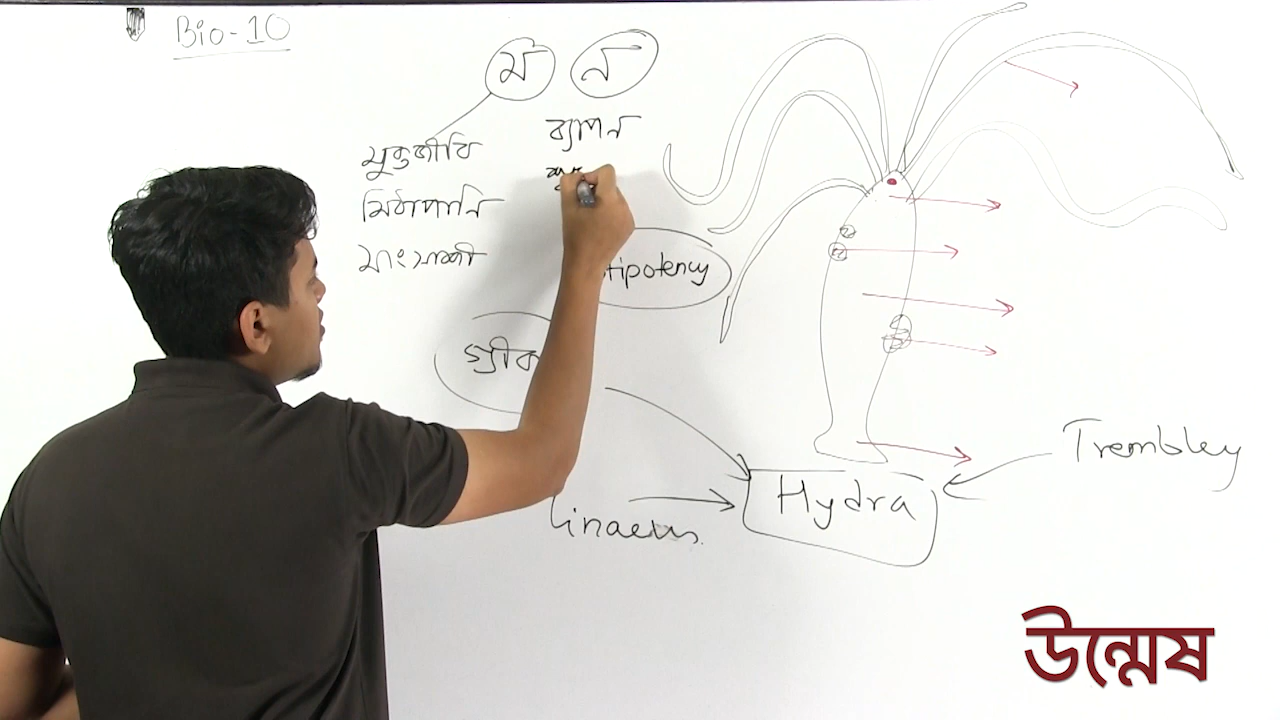 Bio-10
ম ন
মুক্তজীবি
মিঠাপানি
মাংসাশী
ব্যাপন
tipotency
গ্রীক
Hydra
Linaeus
Trembley
উন্মেষ